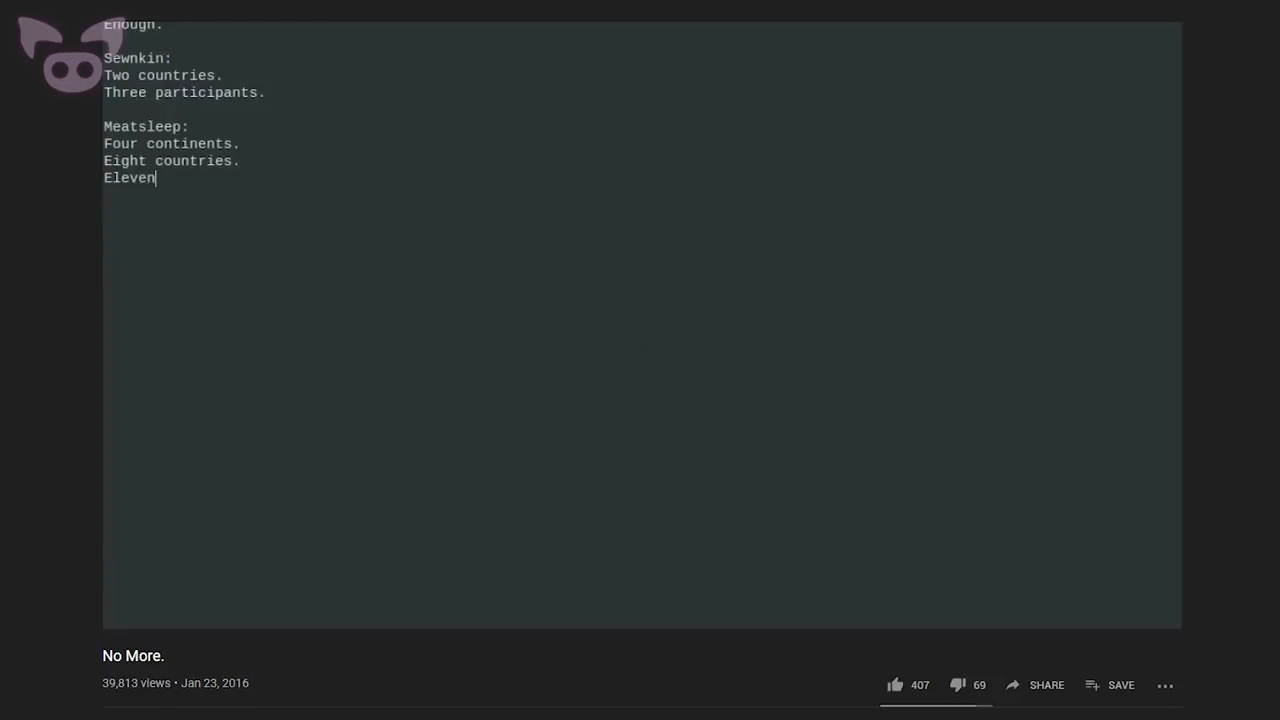 Enough.
Sewnkin:
Two countries.
Three participants.
Meatsleep:
Four continents.
Eight countries.
Eleven
No More.
39,813 views • Jan 23, 2016
407
69
SHARE
SAVE